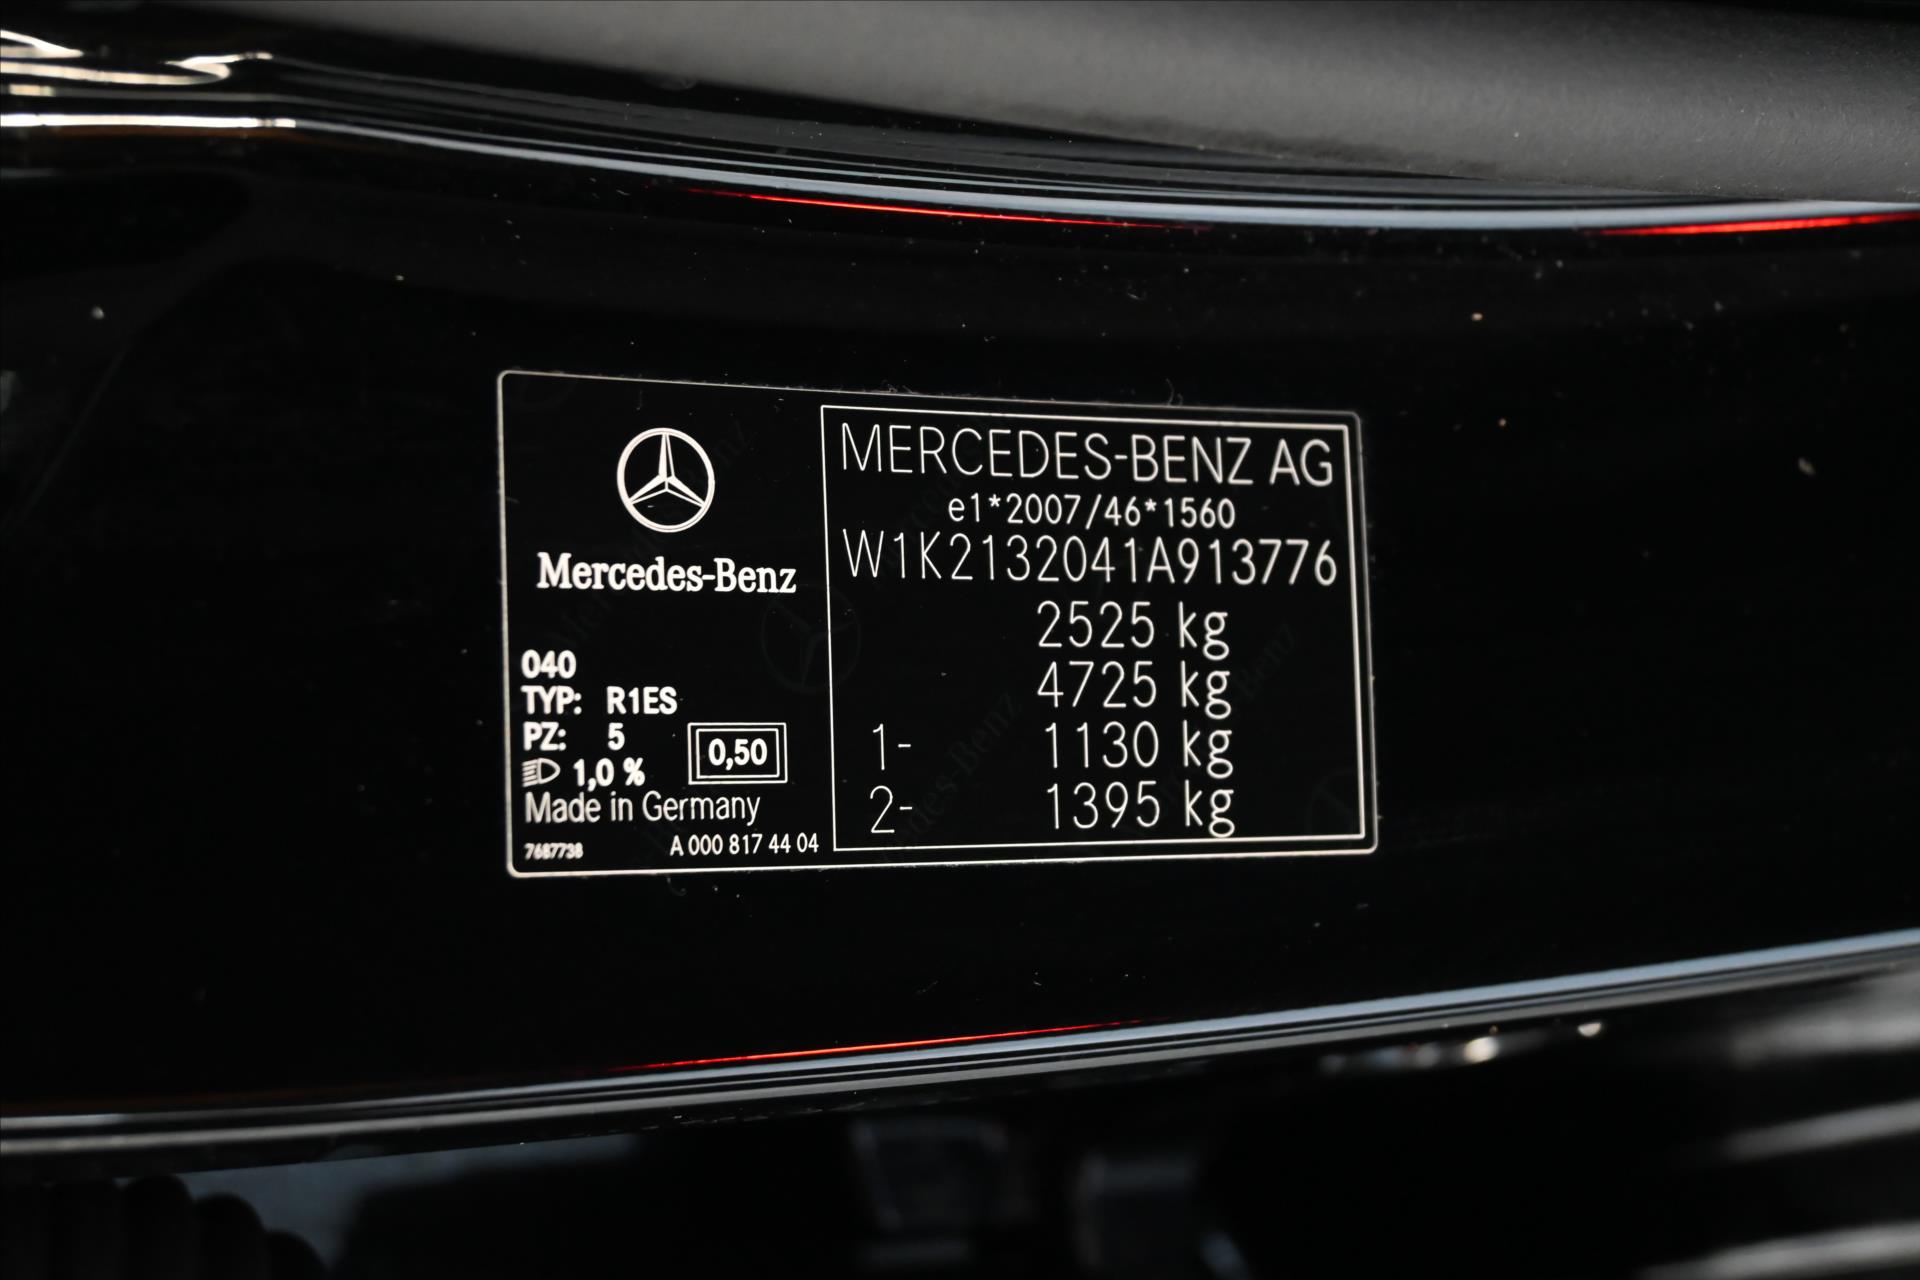 Mercedes-Benz
040
TYP: R1ES
PZ: 5
1,0 %
0,50
Made in Germany
7687738
A 000 817 44 04
MERCEDES-BENZ AG
e1*2007/46*1560
W1K2132041A913776
2525 kg
4725 kg
1- 1130 kg
2- 1395 kg